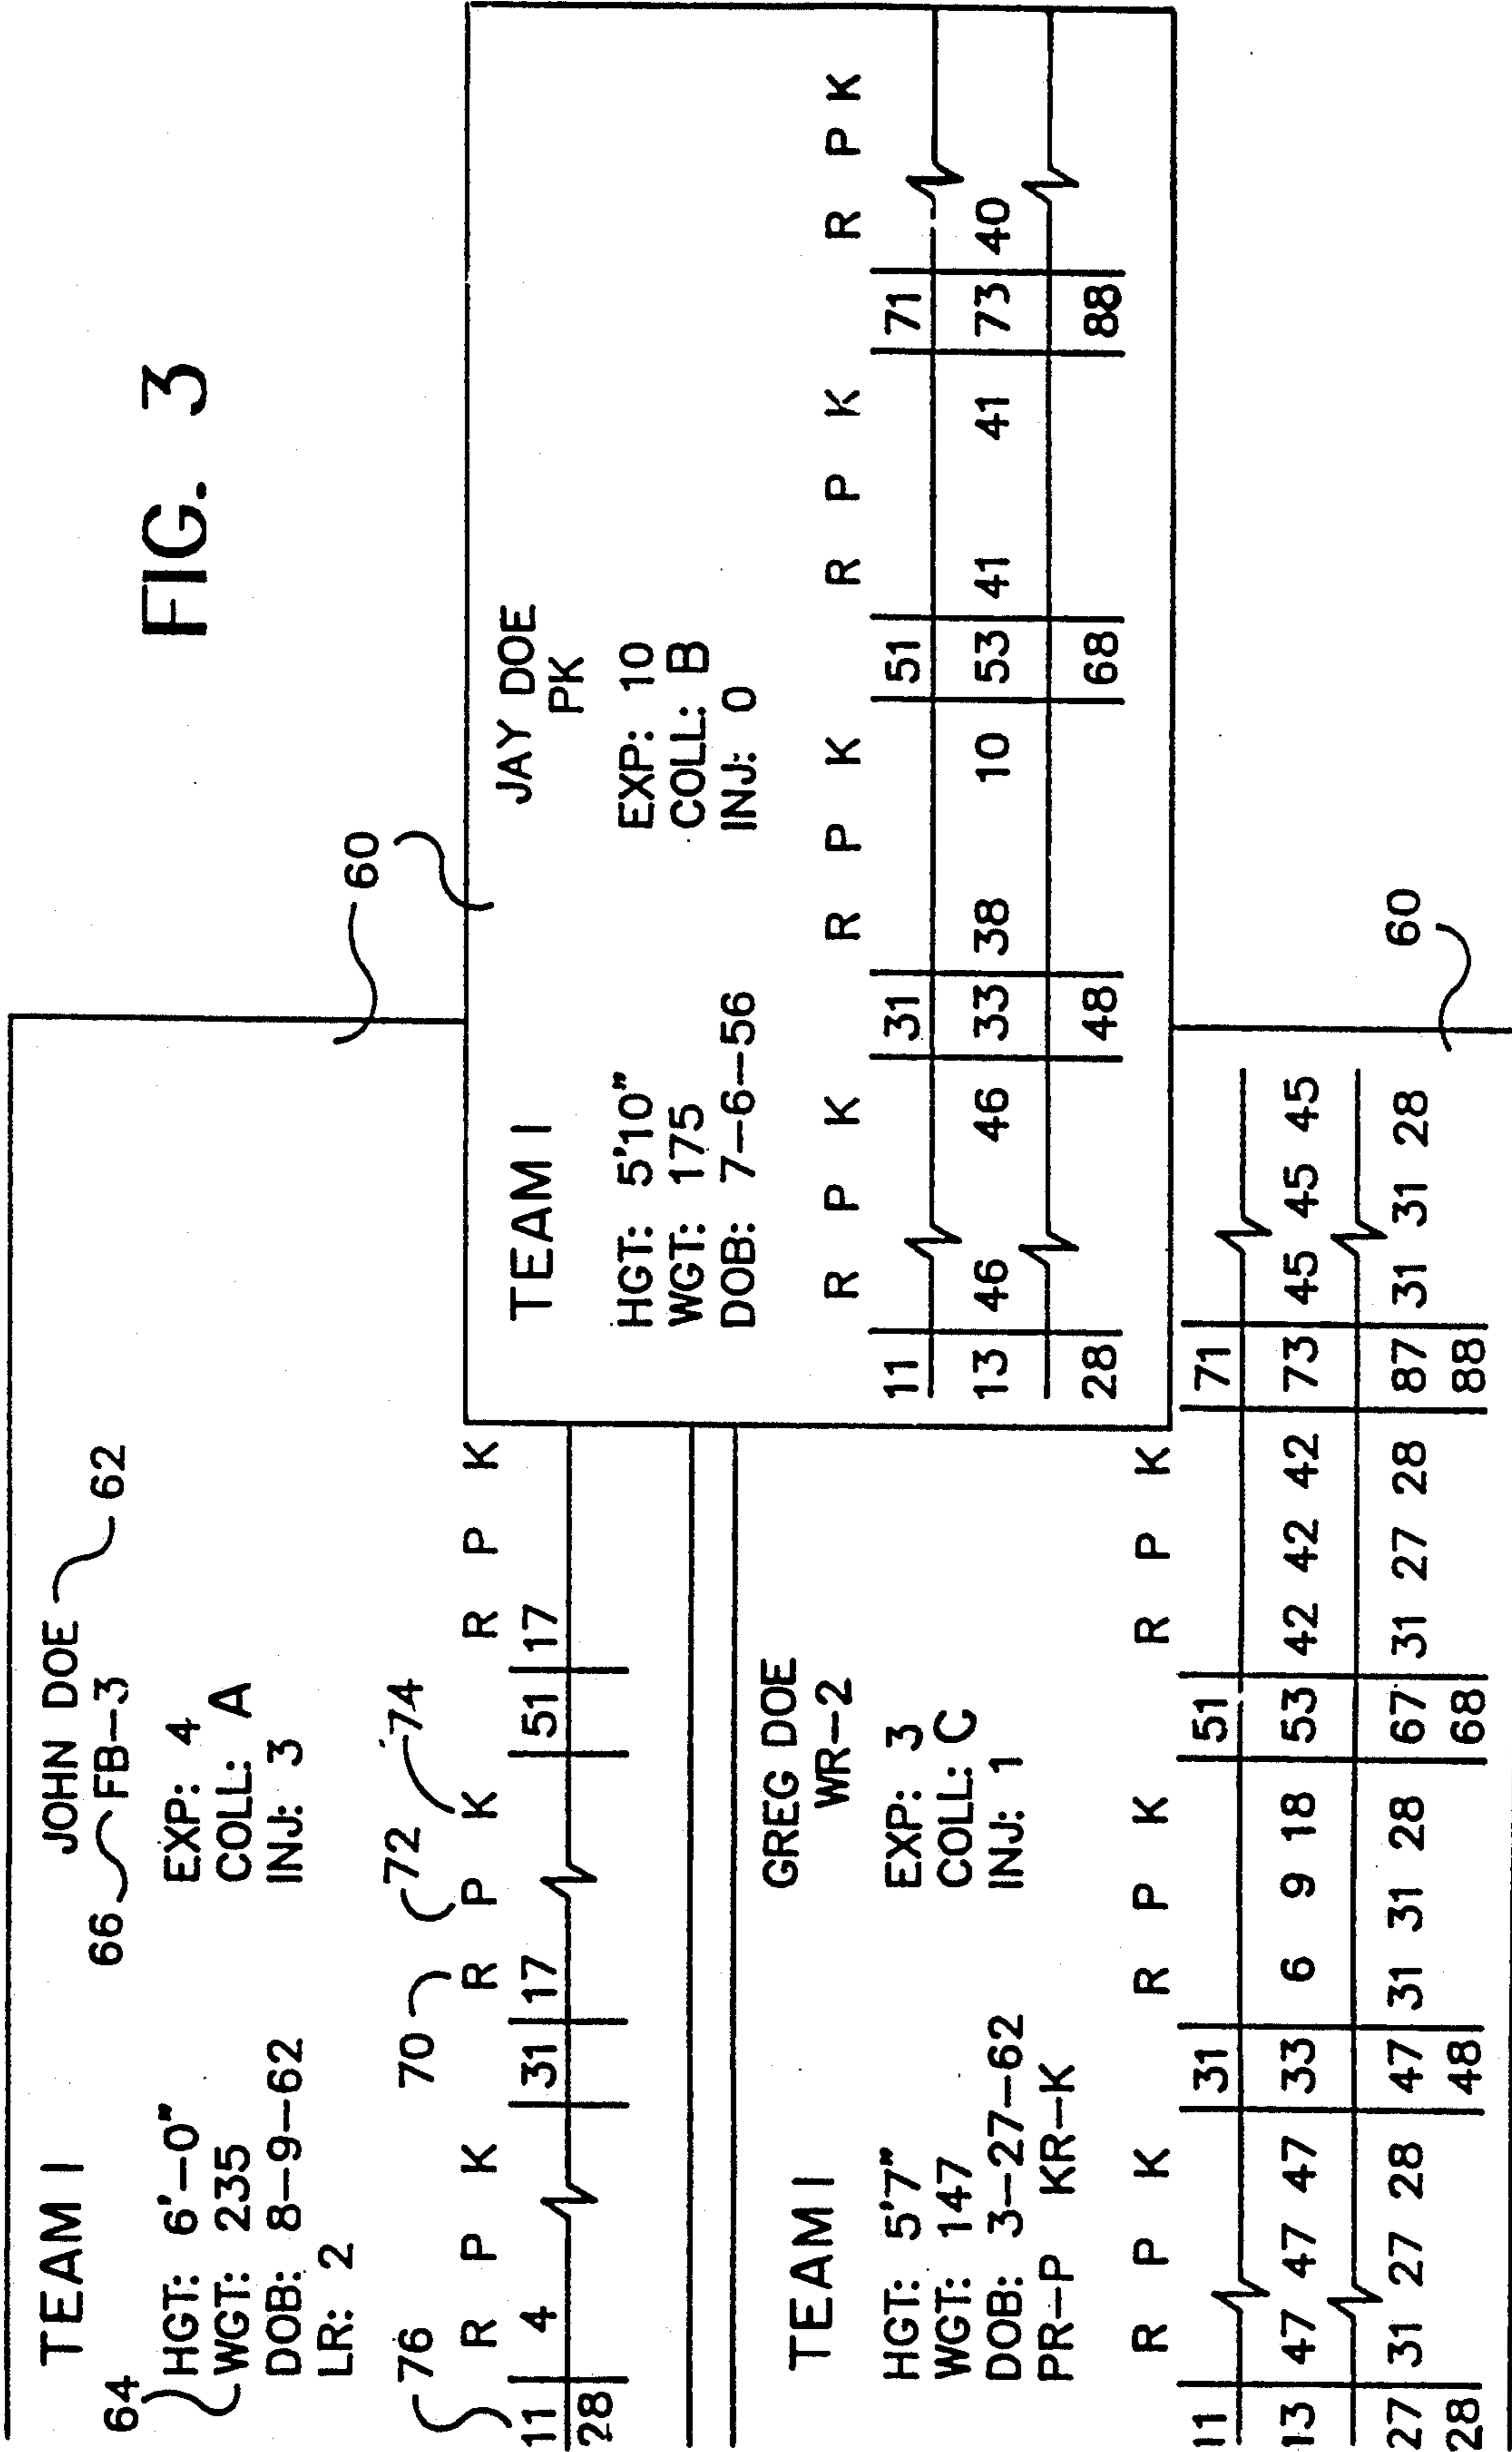 FIG. 3
60
TEAM I JOHN DOE 62
66 FB-3
64
HGT: 6'-0" EXP: 4
WGT: 235 COLL: A
DOB: 8-9-62 INJ: 3
LR: 2
76 70 72 74
R P K R P K R P K
11 4 31 17 51 17
28
TEAM I JAY DOE
PK
HGT: 5'10" EXP: 10
WGT: 175 COLL: B
DOB: 7-6-56 INJ: 0
R P K R P K R P K R P K
11 31 51 71
13 46 46 33 38 10 53 41 41 73 40
28 48 68 88
TEAM I GREG DOE
WR-2
HGT: 5'7" EXP: 3
WGT: 147 COLL: C
DOB: 3-27-62 INJ: 1
PR-P KR-K
R P K R P K R P K
11 31 51 71
13 47 47 47 33 6 9 18 53 42 42 42 73 45 45 45
27 31 27 28 47 31 31 28 67 31 27 28 87 31 31 28
28 48 68 88
60